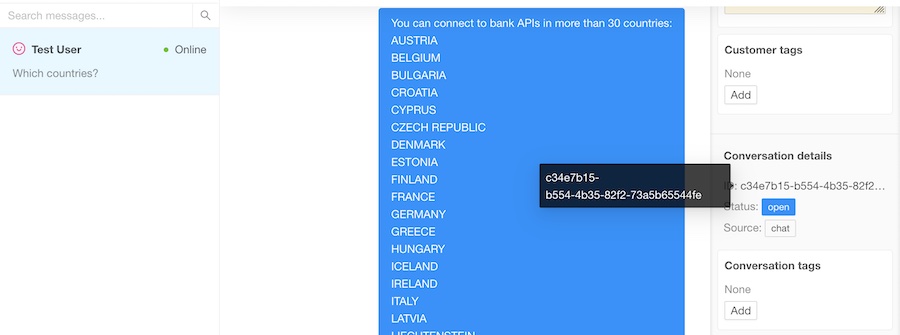 Search messages...
Test User
Online
Which countries?
You can connect to bank APIs in more than 30 countries:
AUSTRIA
BELGIUM
BULGARIA
CROATIA
CYPRUS
CZECH REPUBLIC
DENMARK
ESTONIA
FINLAND
FRANCE
GERMANY
GREECE
HUNGARY
ICELAND
IRELAND
ITALY
LATVIA
LIECHTENSTEIN
c34e7b15-
b554-4b35-82f2-73a5b65544fe
Customer tags
None
Add
Conversation details
ID: c34e7b15-b554-4b35-82f2...
Status: open
Source: chat
Conversation tags
None
Add